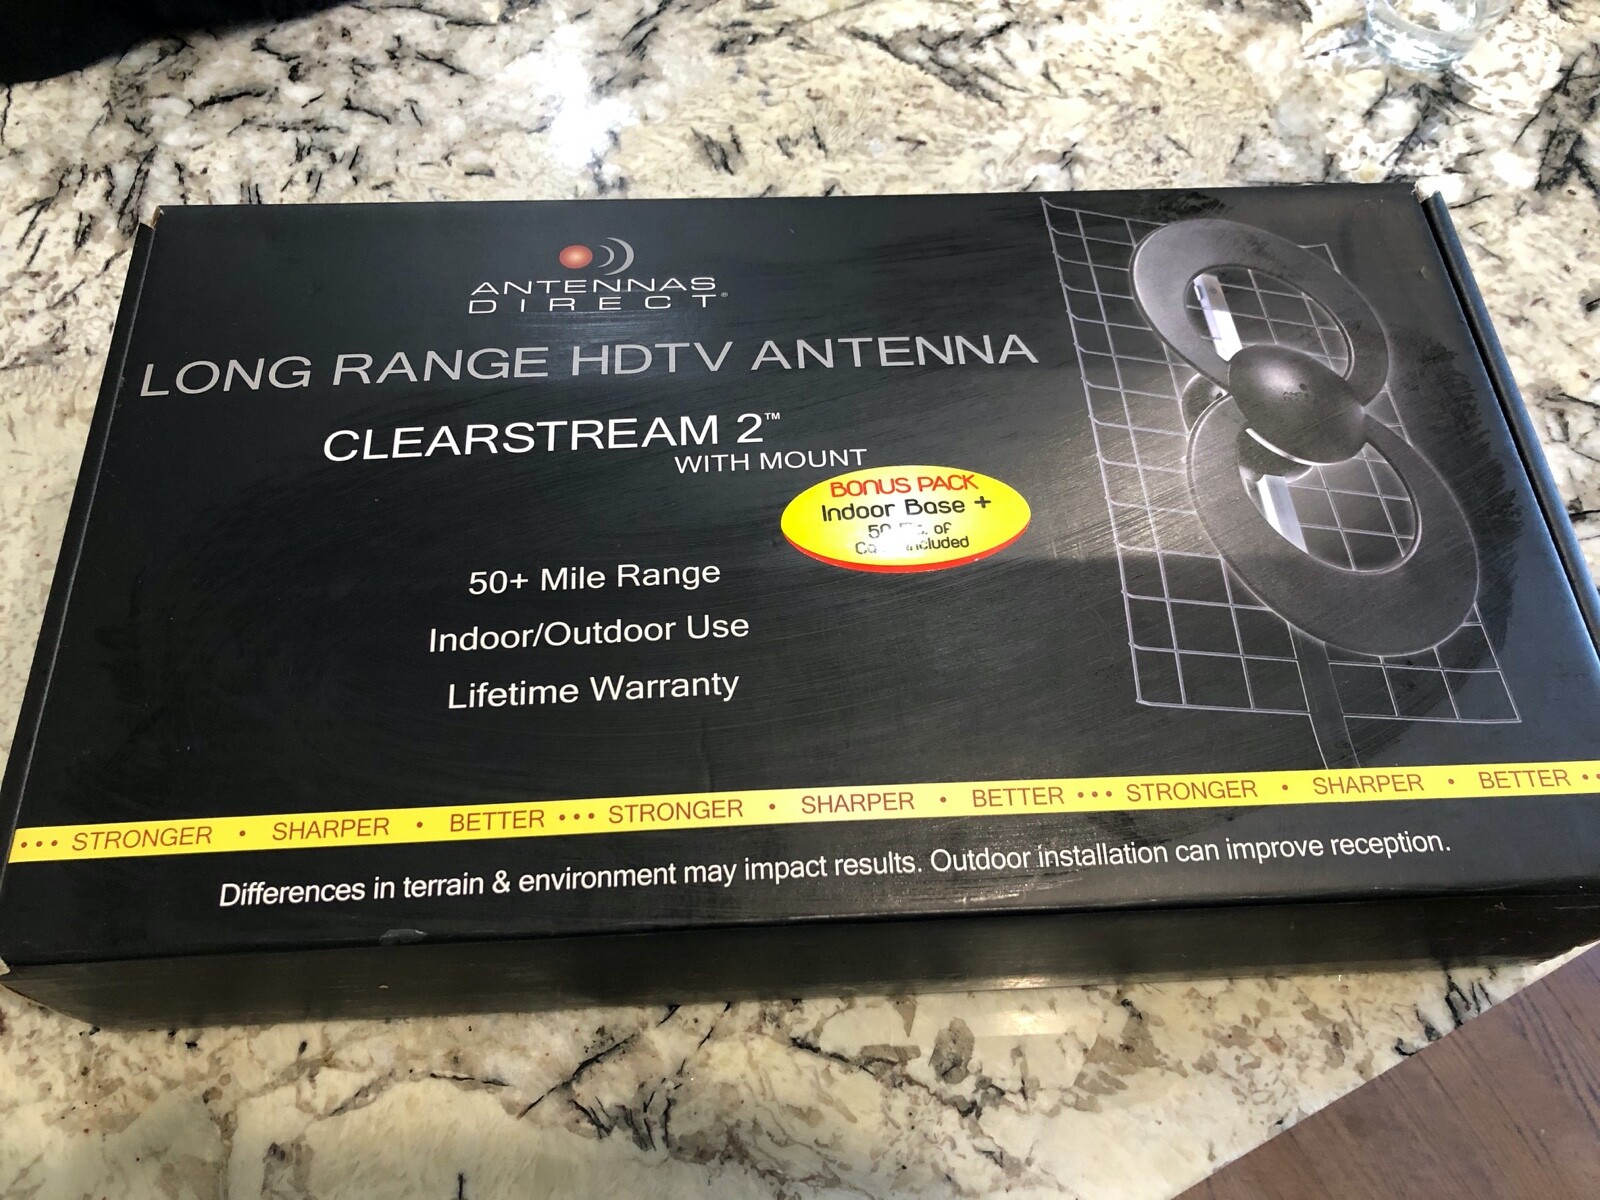 ANTENNAS
DIRECT®
LONG RANGE HDTV ANTENNA
CLEARSTREAM 2™
WITH MOUNT
BONUS PACK
Indoor Base +
of
included
50+ Mile Range
Indoor/Outdoor Use
Lifetime Warranty
••• STRONGER • SHARPER • BETTER ••• STRONGER • SHARPER • BETTER ••• STRONGER • SHARPER • BETTER ••
Differences in terrain & environment may impact results. Outdoor installation can improve reception.